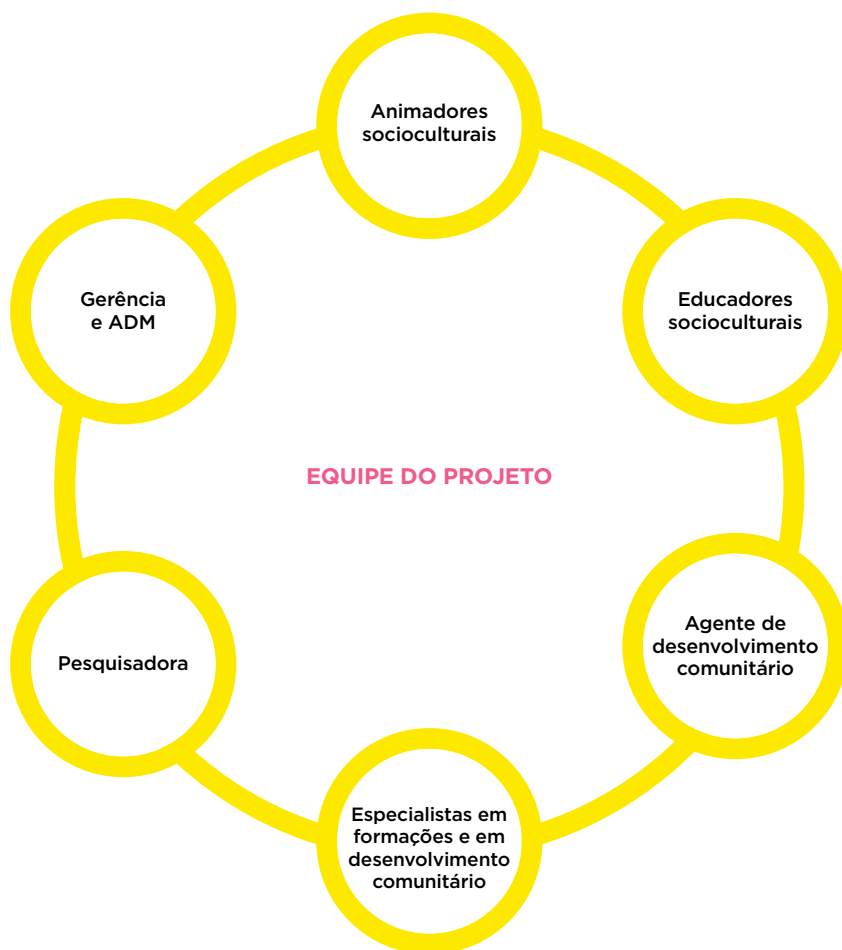 Animadores
socioculturais
Gerência
e ADM
Educadores
socioculturais
EQUIPE DO PROJETO
Pesquisadora
Agente de
desenvolvimento
comunitário
Especialistas em
formações e em
desenvolvimento
comunitário